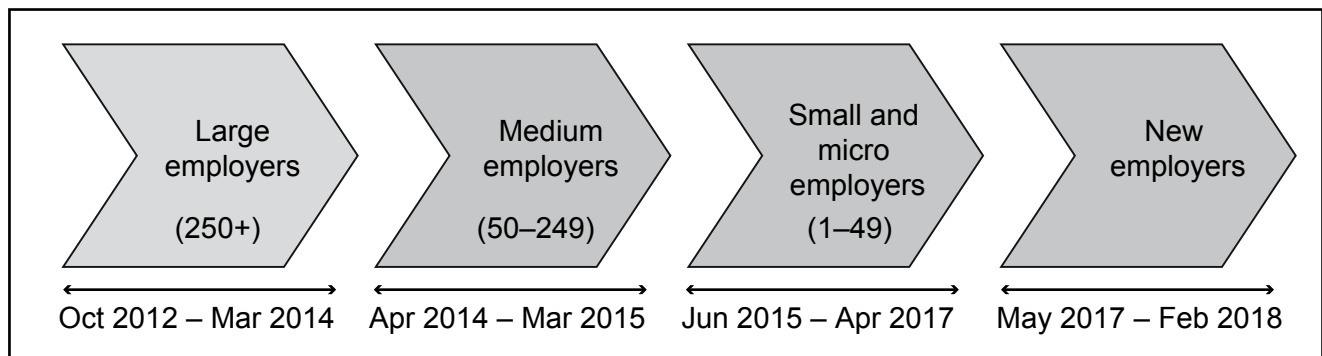 Large
employers
(250+)
Oct 2012 – Mar 2014
Medium
employers
(50–249)
Apr 2014 – Mar 2015
Small and
micro
employers
(1–49)
Jun 2015 – Apr 2017
New
employers
May 2017 – Feb 2018